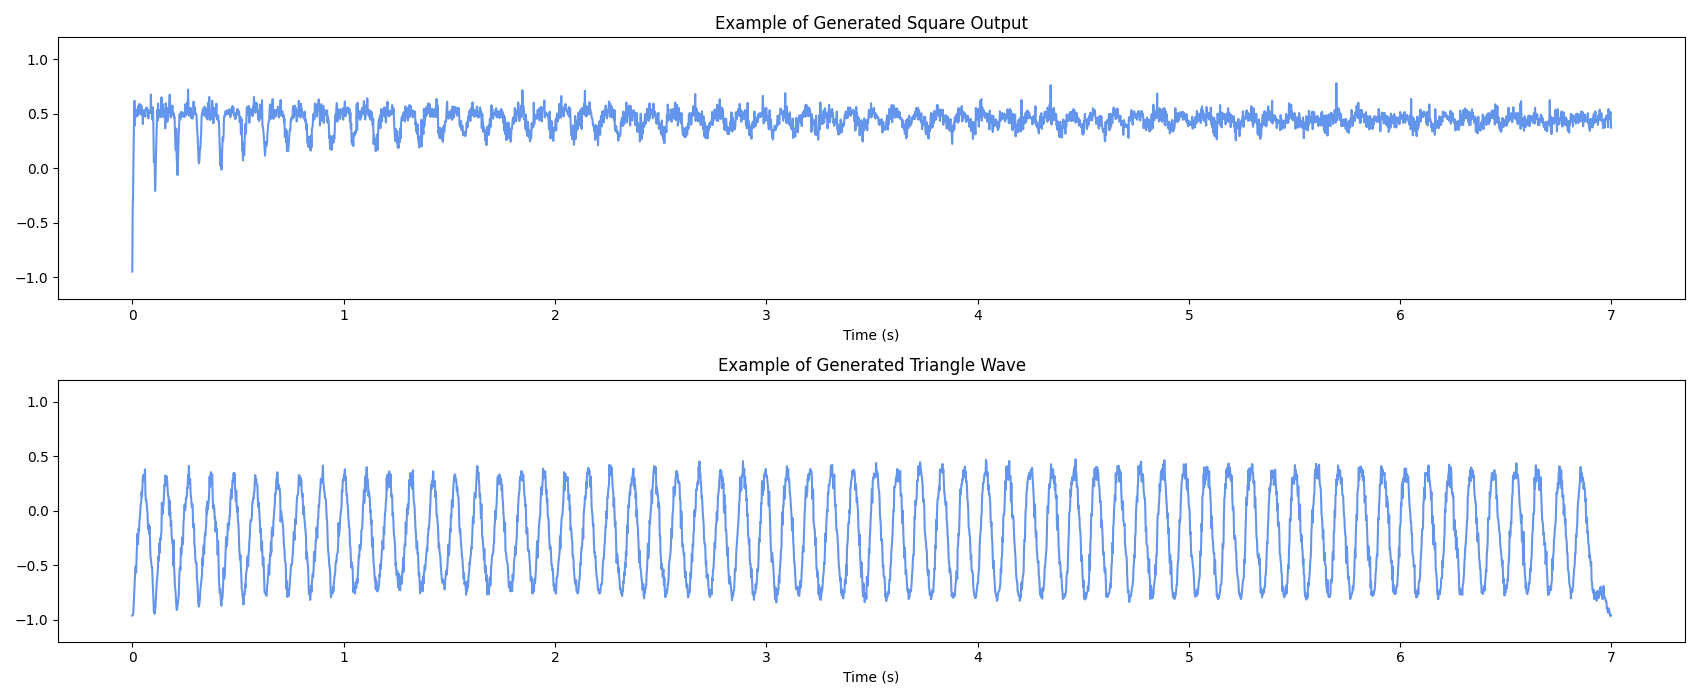 Example of Generated Square Output
1.0
0.5
0.0
−0.5
−1.0
0 1 2 3 4 5 6 7
Time (s)
Example of Generated Triangle Wave
1.0
0.5
0.0
−0.5
−1.0
0 1 2 3 4 5 6 7
Time (s)